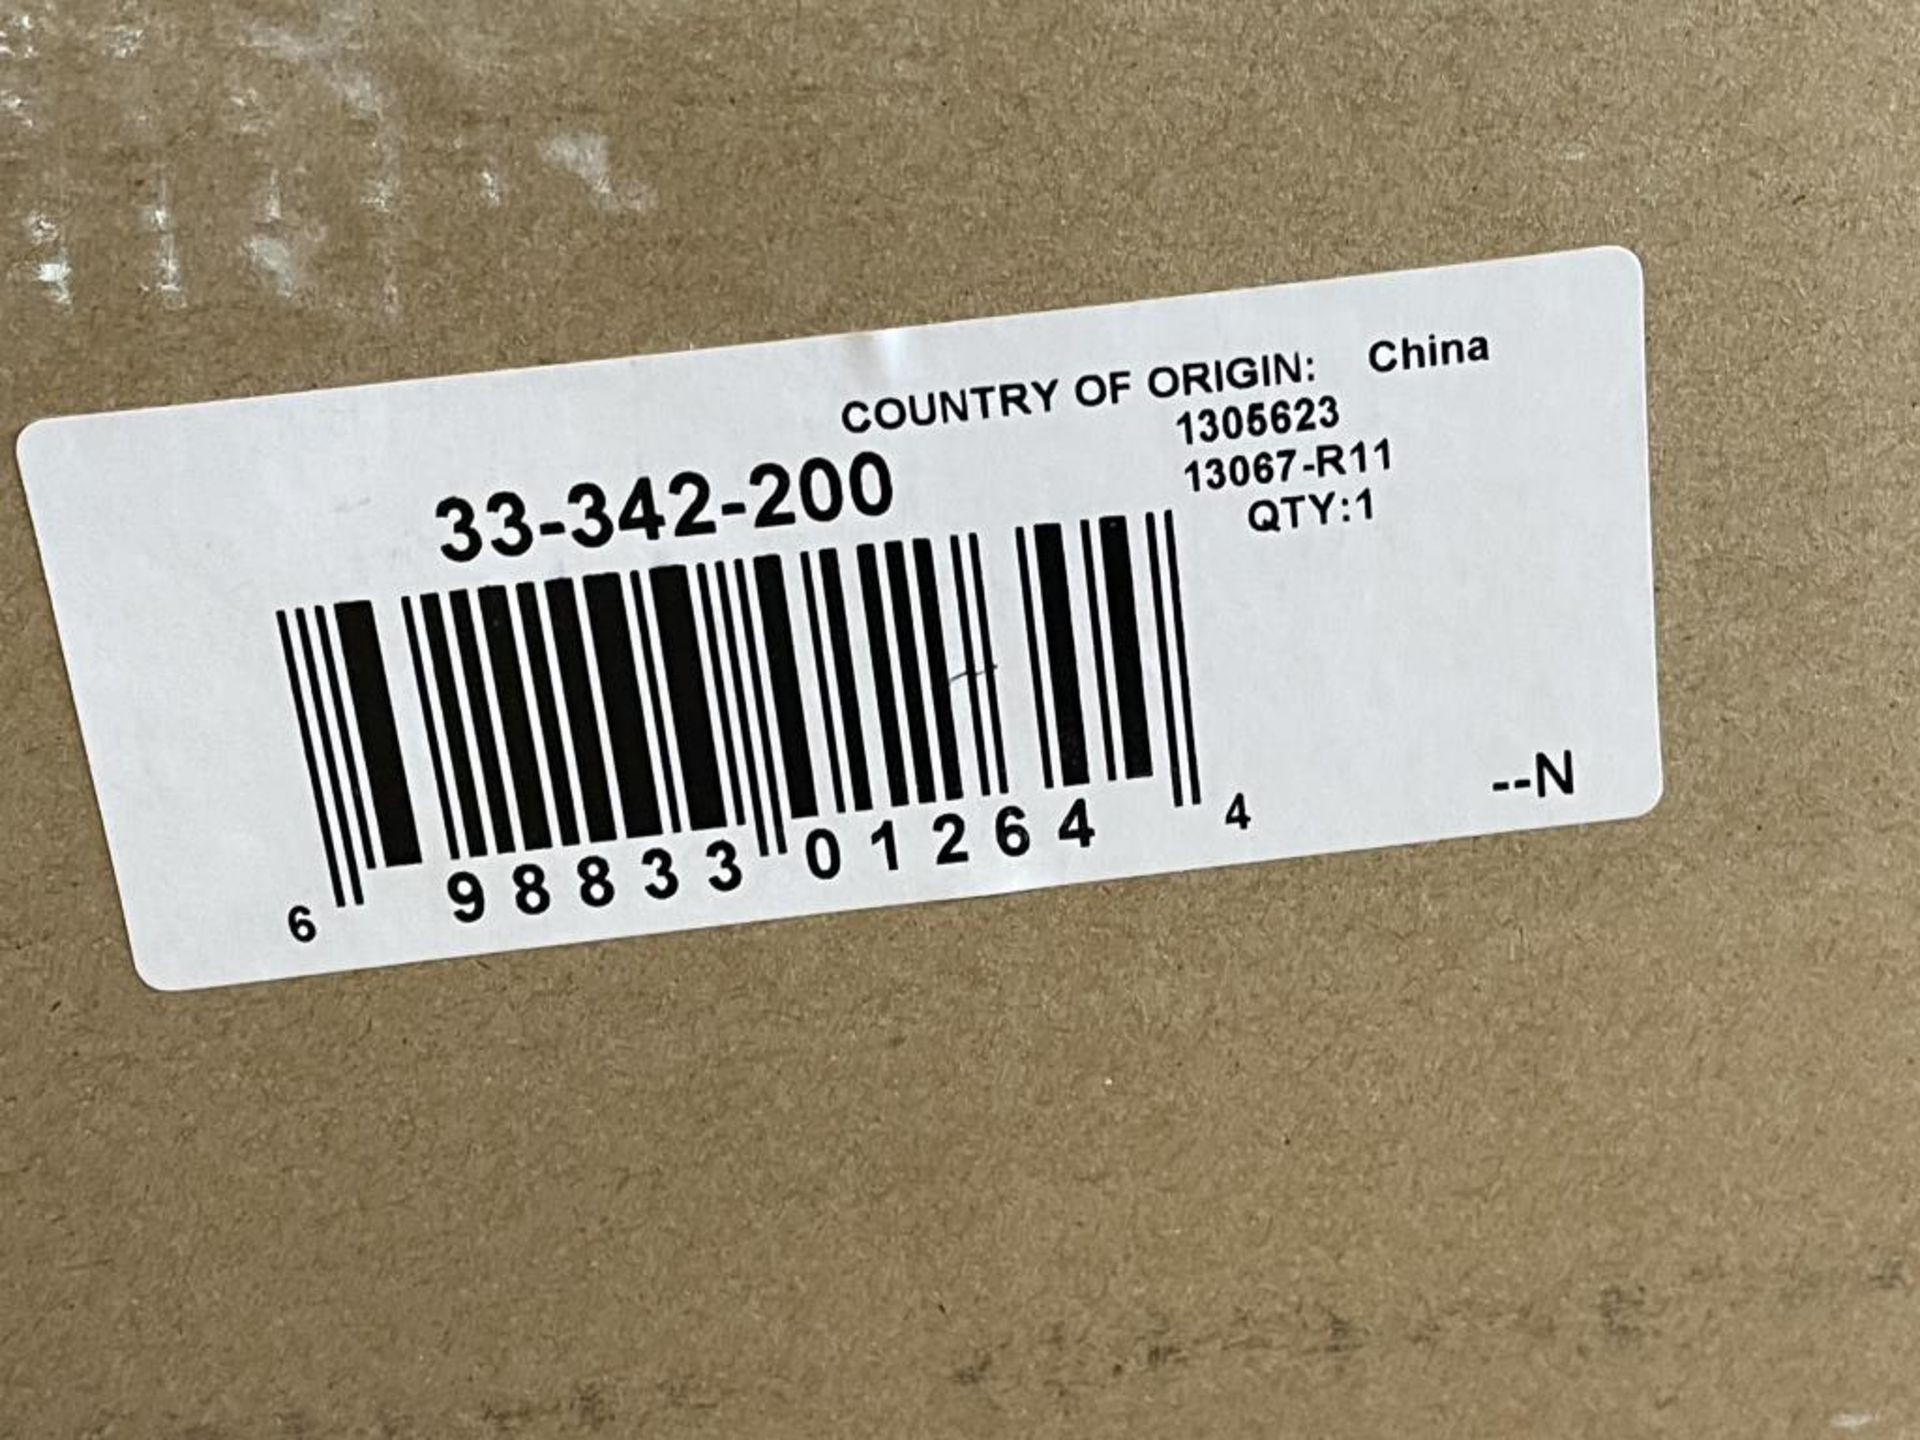 COUNTRY OF ORIGIN: China
1305623
13067-R11
QTY:1
33-342-200
6 98833 01264 4
--N